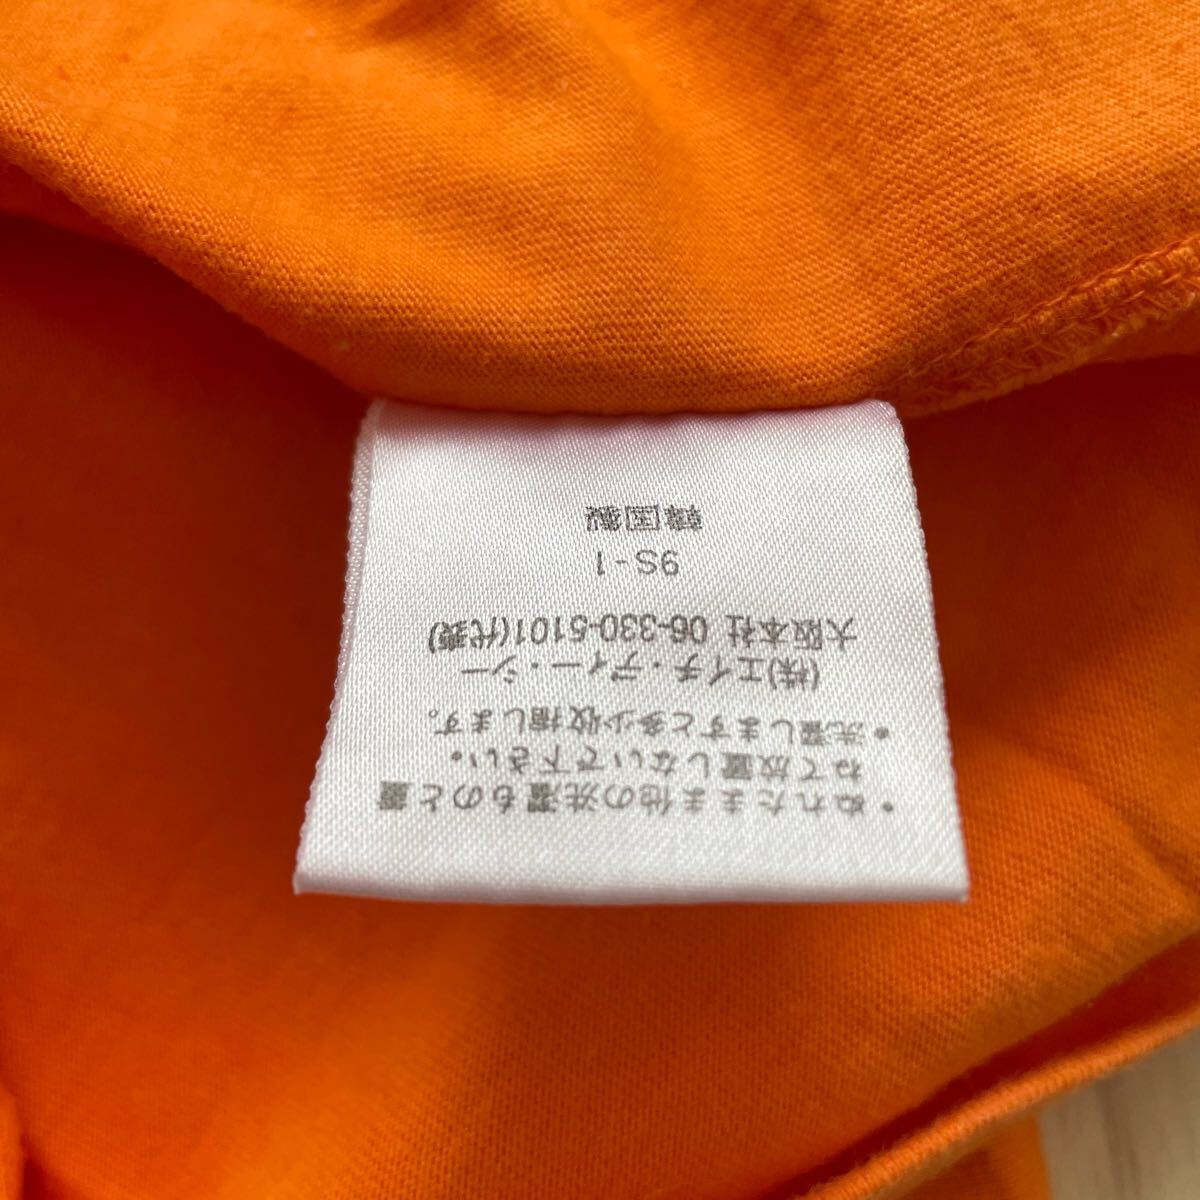 ・ぬれたまま他の洗濯ものと重
ねて放置しないで下さい。
・洗濯しますと多少収縮します。
(株)エイチ・ディー・シー
大阪本社 06-330-5101(代表)
9S-1
韓国製